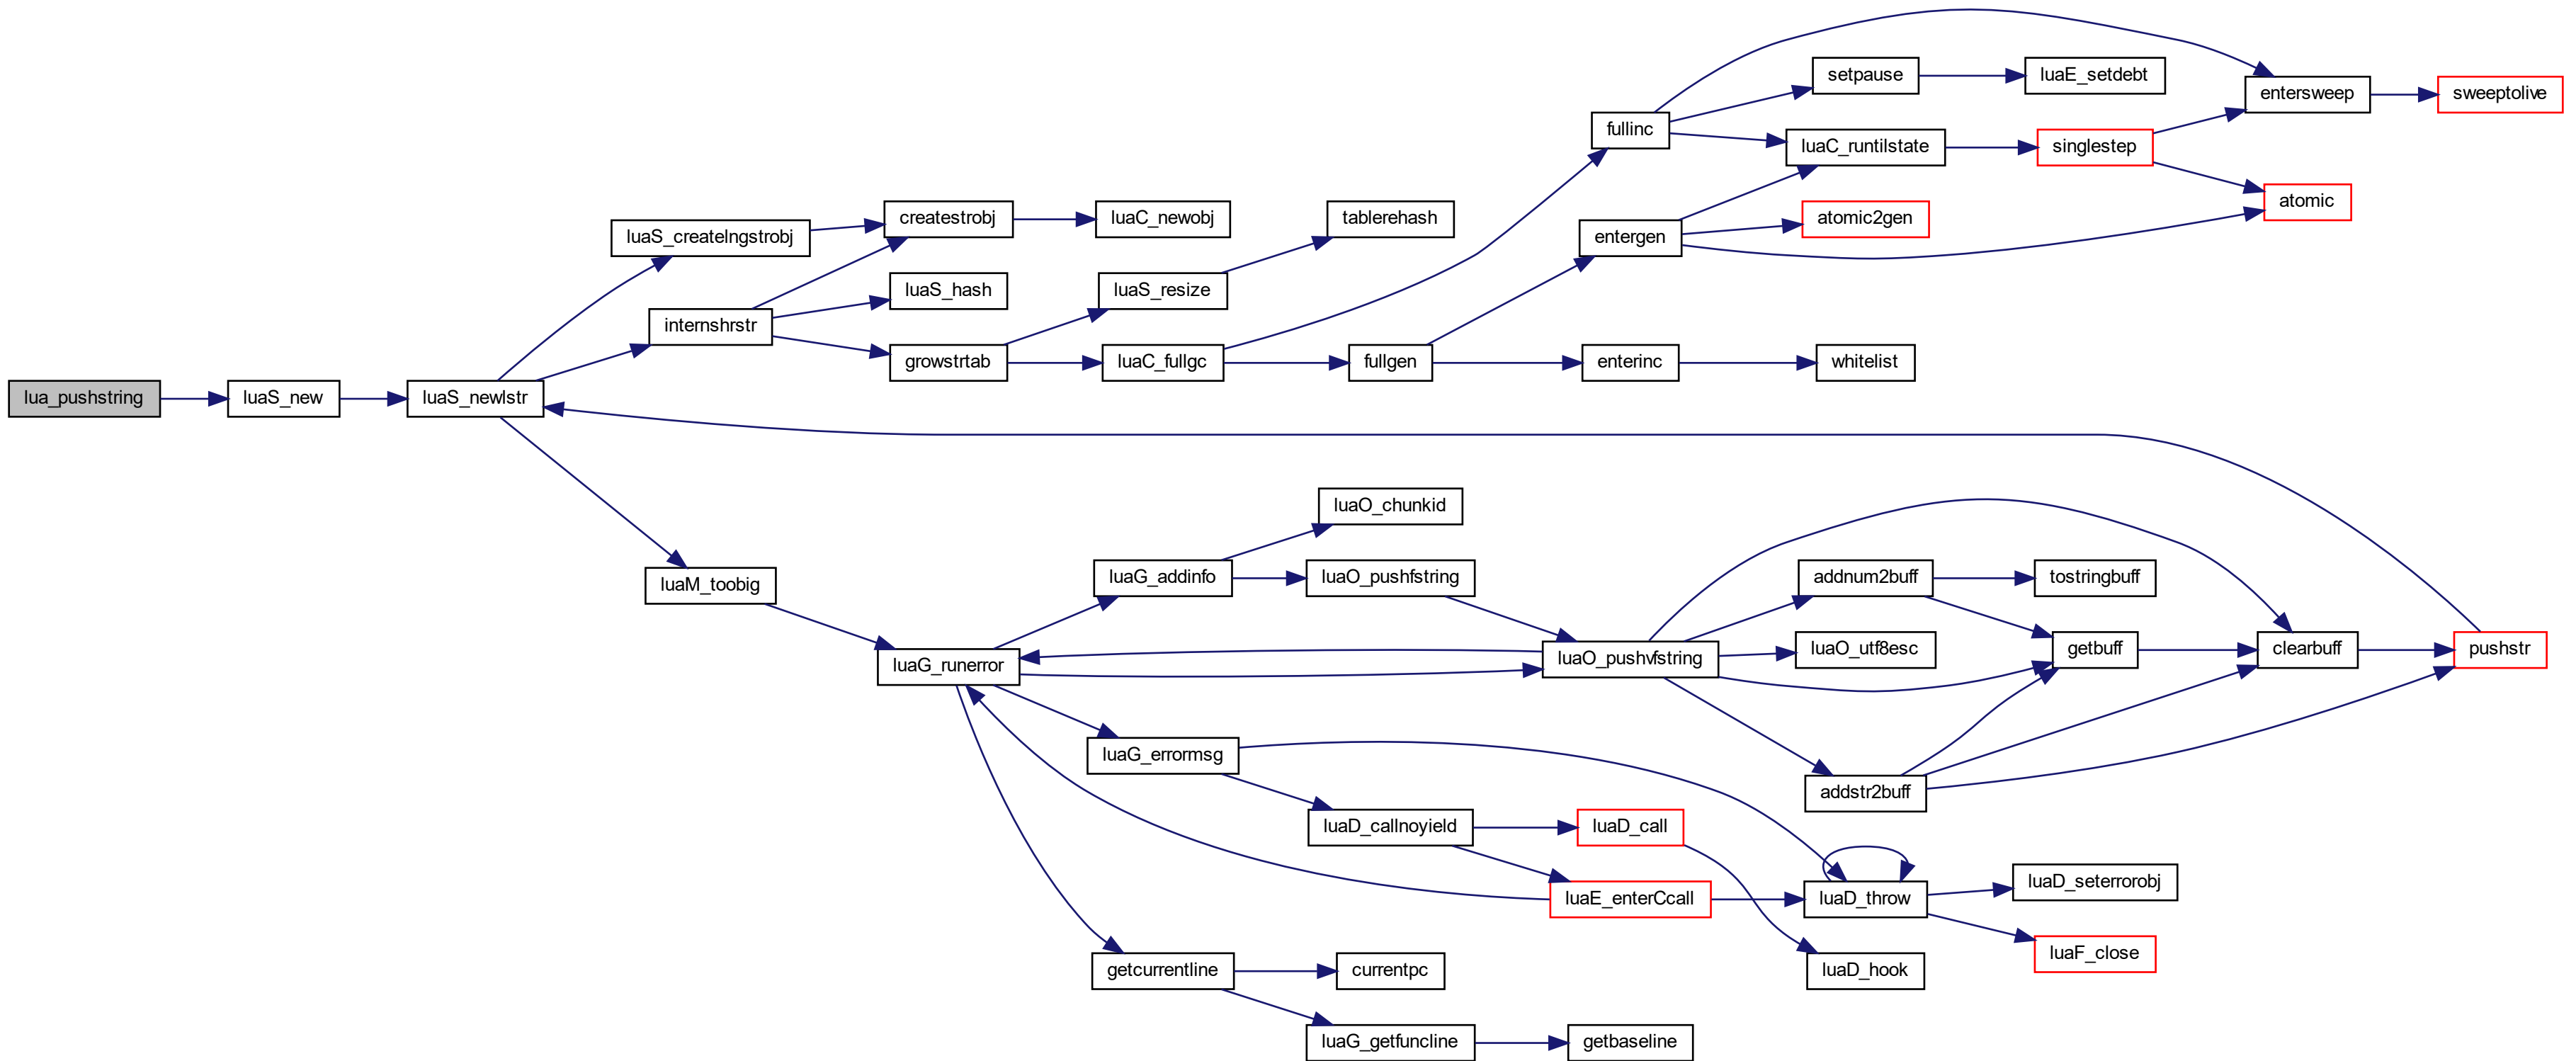 lua_pushstring
luaS_new
luaS_newlstr
luaS_createlngstrobj
internshrstr
luaM_toobig
createstrobj
luaS_hash
growstrtab
luaG_runerror
luaC_newobj
luaS_resize
luaC_fullgc
luaG_addinfo
luaG_errormsg
getcurrentline
tablerehash
fullgen
luaO_chunkid
luaO_pushfstring
luaD_callnoyield
currentpc
luaG_getfuncline
fullinc
entergen
enterinc
luaO_pushvfstring
luaD_call
luaE_enterCcall
getbaseline
setpause
luaC_runtilstate
atomic2gen
whitelist
addnum2buff
luaO_utf8esc
addstr2buff
luaD_throw
luaD_hook
luaE_setdebt
singlestep
tostringbuff
getbuff
luaD_seterrorobj
luaF_close
entersweep
atomic
clearbuff
sweeptolive
pushstr